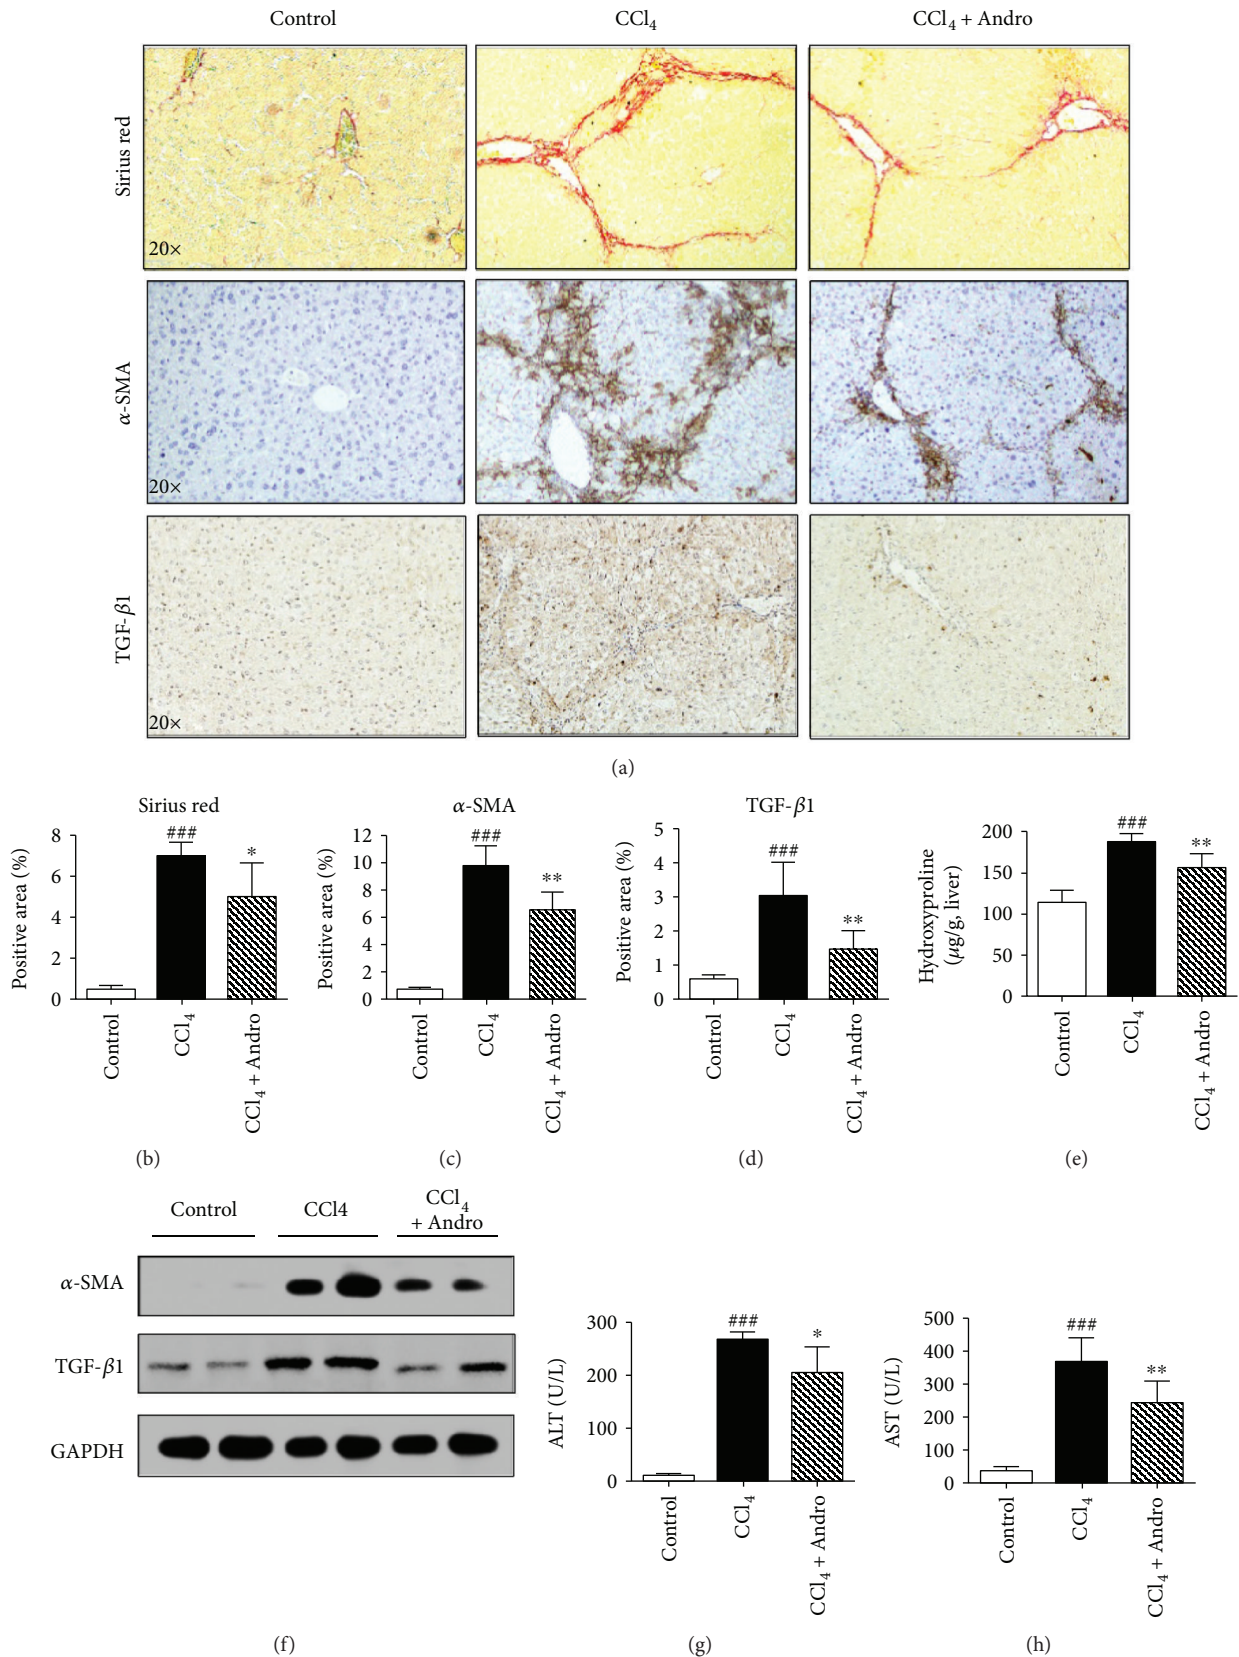 Control
CCl4
CCl4 + Andro
Sirius red
20×
α-SMA
20×
TGF-β1
20×
(a)
Sirius red
Positive area (%)
8
6
4
2
0
###
*
Control
CCl4
CCl4 + Andro
(b)
α-SMA
Positive area (%)
12
10
8
6
4
2
0
###
**
Control
CCl4
CCl4 + Andro
(c)
TGF-β1
Positive area (%)
5
4
3
2
1
0
###
**
Control
CCl4
CCl4 + Andro
(d)
Hydroxyproline
(μg/g, liver)
200
150
100
50
0
###
**
Control
CCl4
CCl4 + Andro
(e)
Control
CCl4
CCl4
+ Andro
α-SMA
TGF-β1
GAPDH
(f)
ALT (U/L)
300
200
100
0
###
*
Control
CCl4
CCl4 + Andro
(g)
AST (U/L)
500
400
300
200
100
0
###
**
Control
CCl4
CCl4 + Andro
(h)